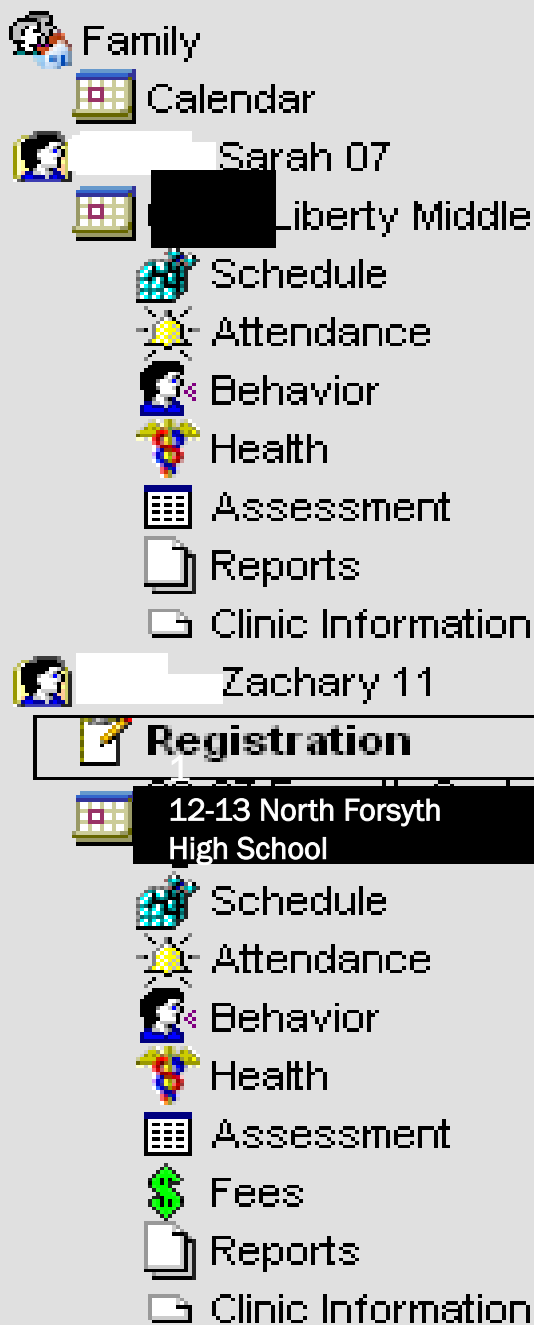 Family
Calendar
Sarah 07
Liberty Middle
Schedule
Attendance
Behavior
Health
Assessment
Reports
Clinic Information
Zachary 11
Registration
1
12-13 North Forsyth
High School
Schedule
Attendance
Behavior
Health
Assessment
Fees
Reports
Clinic Information